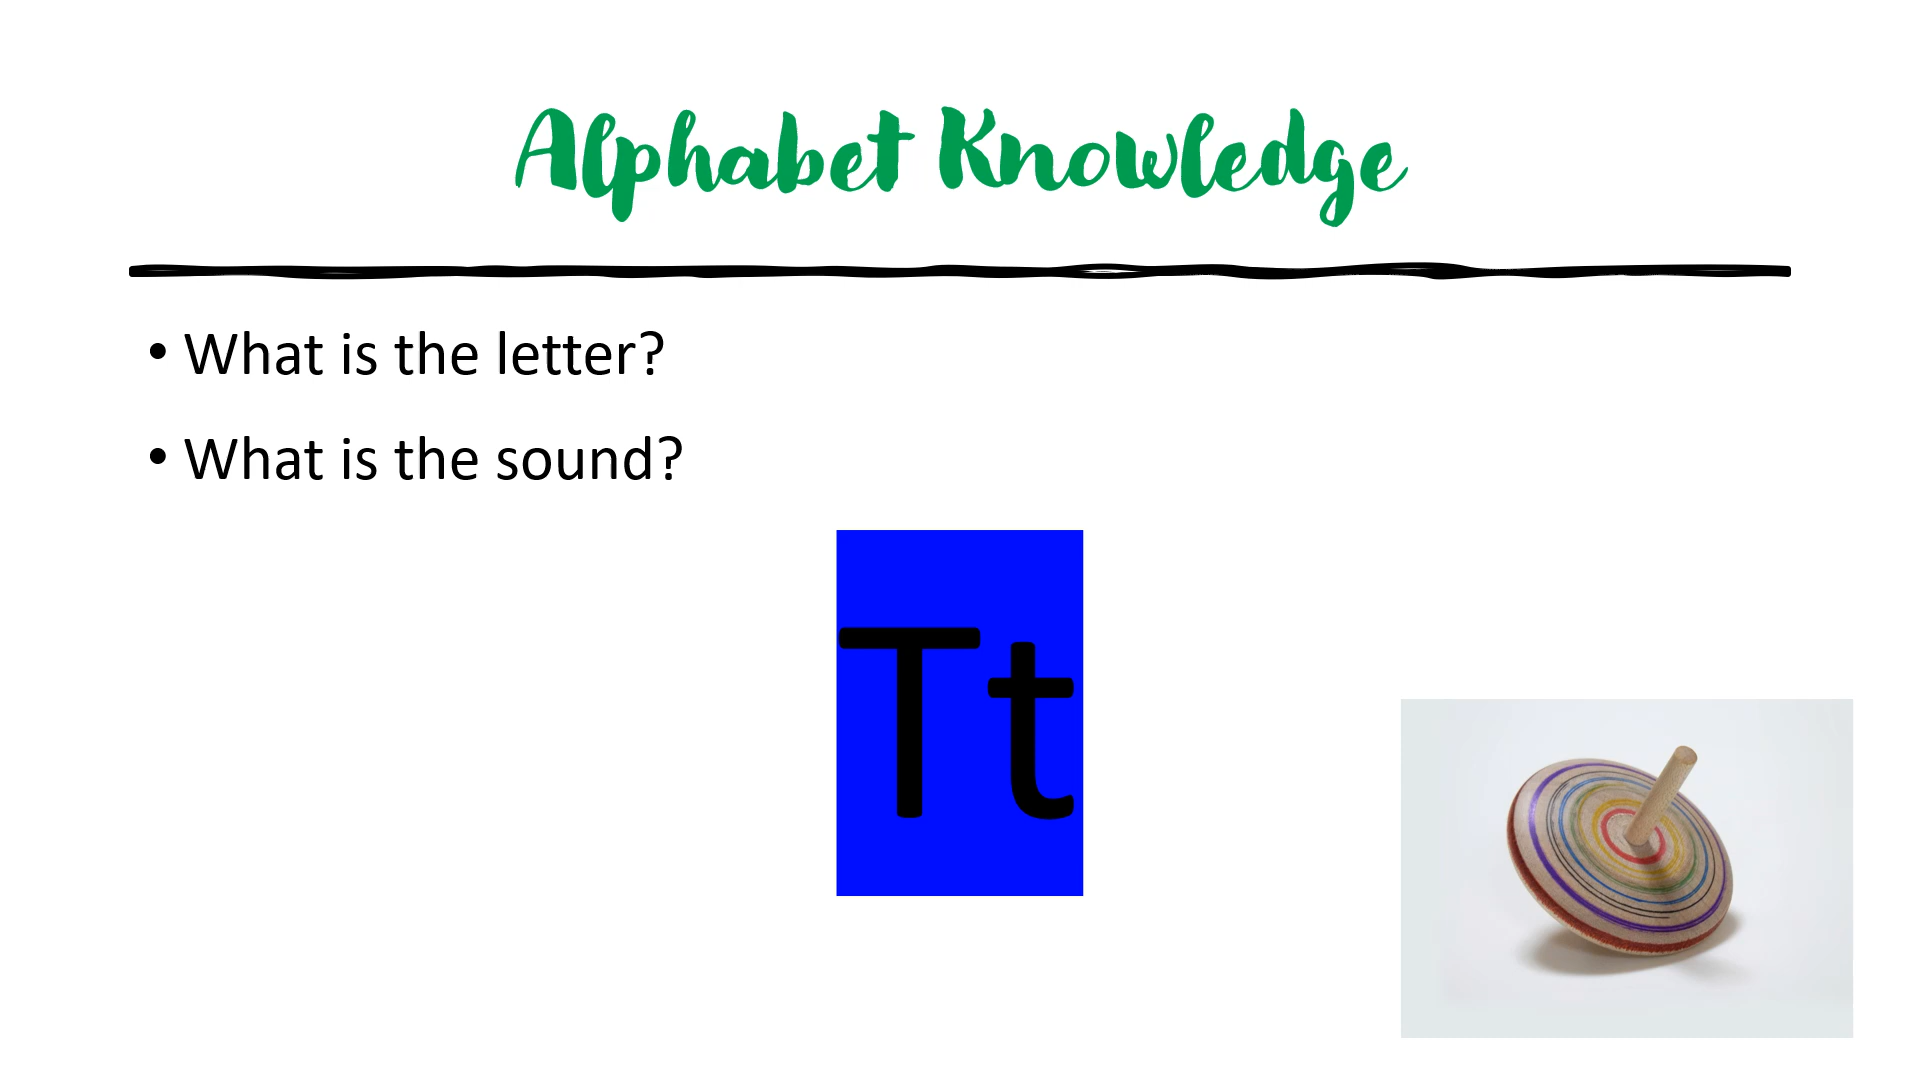 Alphabet Knowledge
• What is the letter?
• What is the sound?
Tt